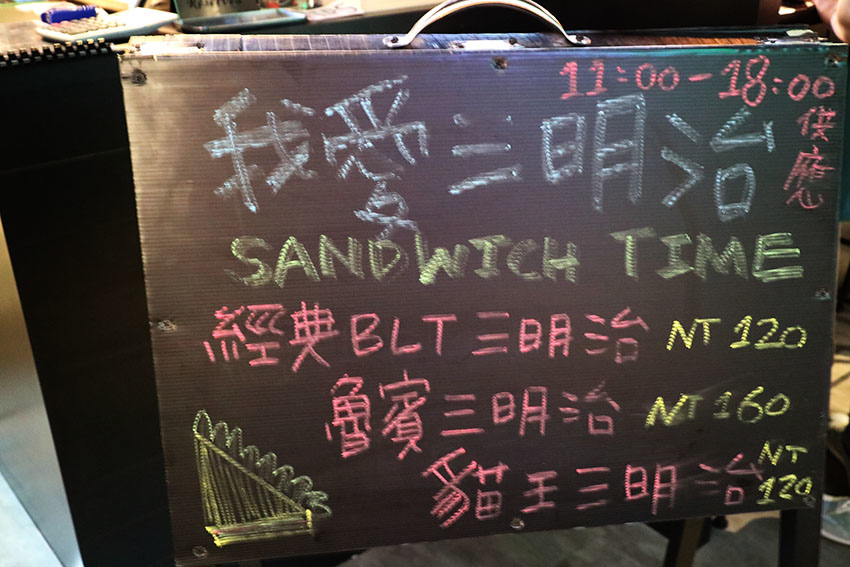 11:00-18:00
供應
我愛三明治
SANDWICH TIME
經典BLT三明治 NT 120
魯賓三明治 NT 160
貓王三明治 NT 120